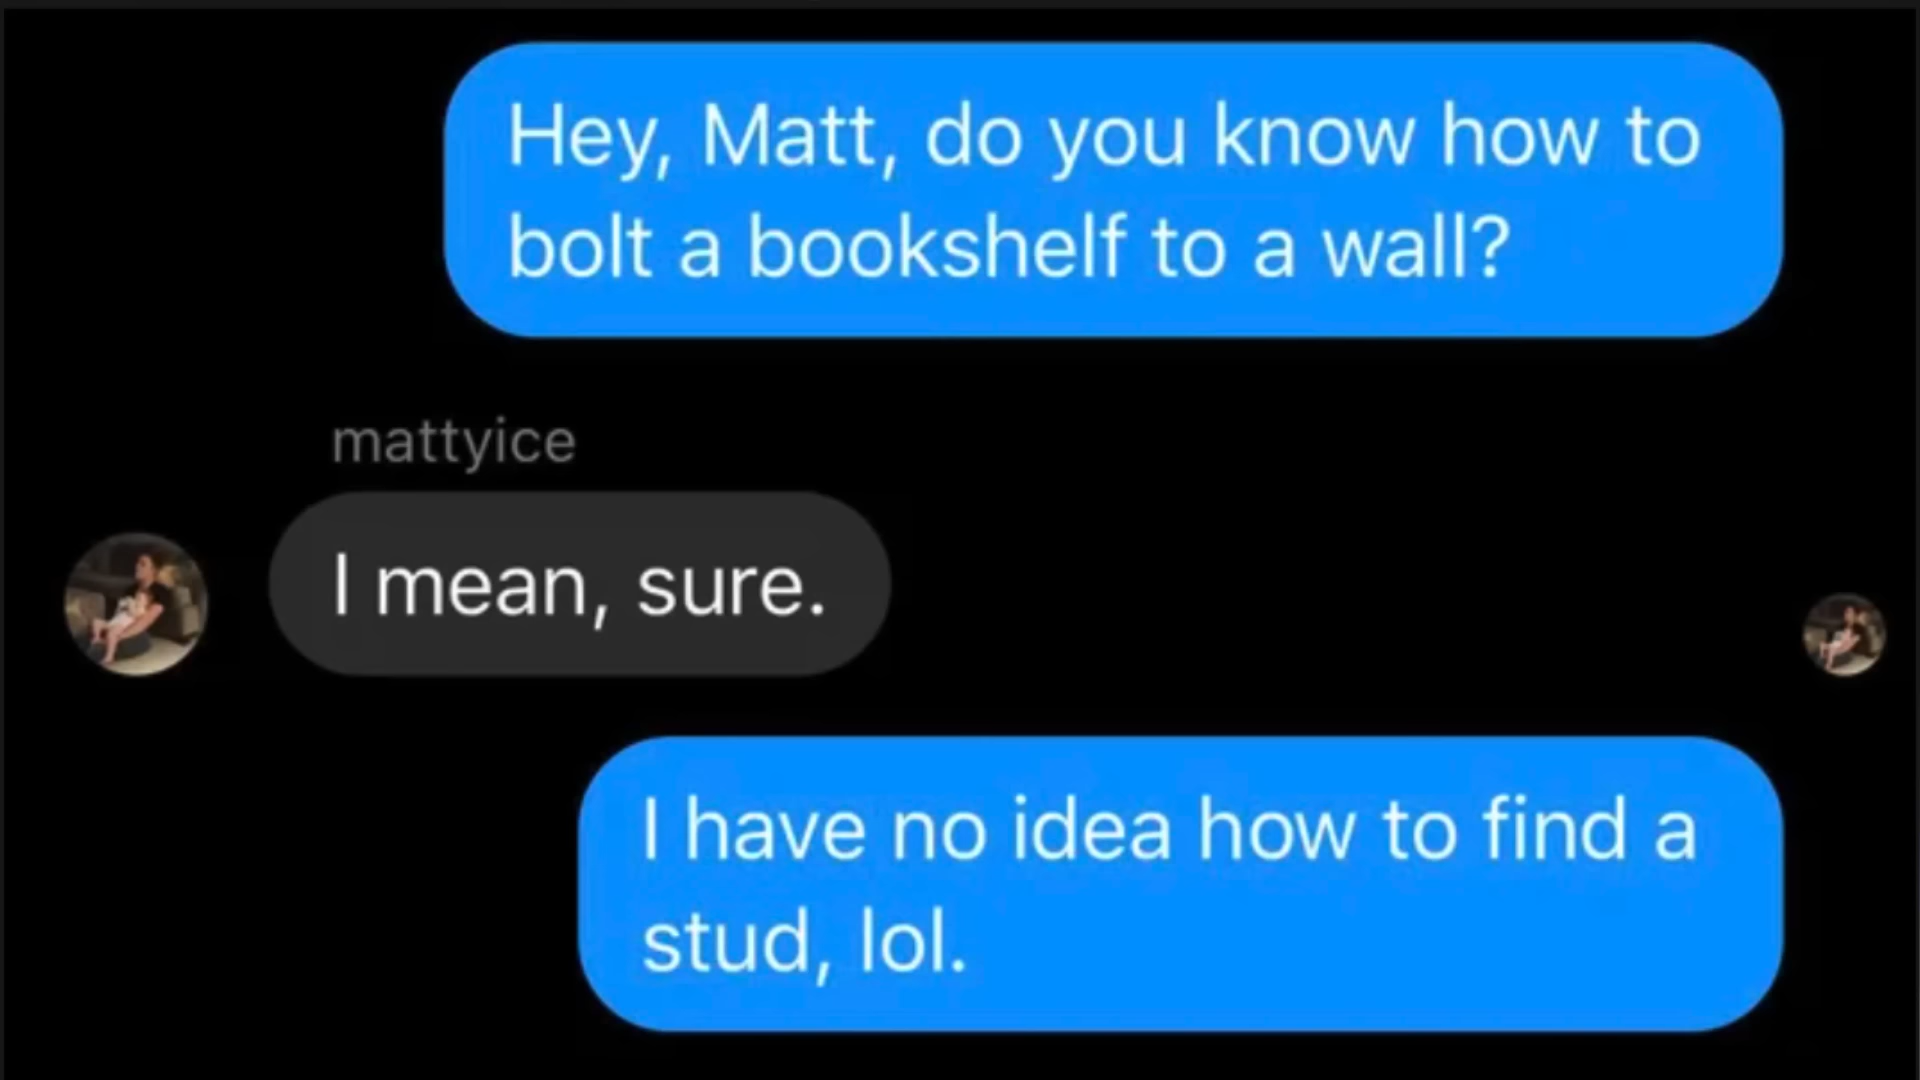 Hey, Matt, do you know how to
bolt a bookshelf to a wall?
mattyice
I mean, sure.
I have no idea how to find a
stud, lol.